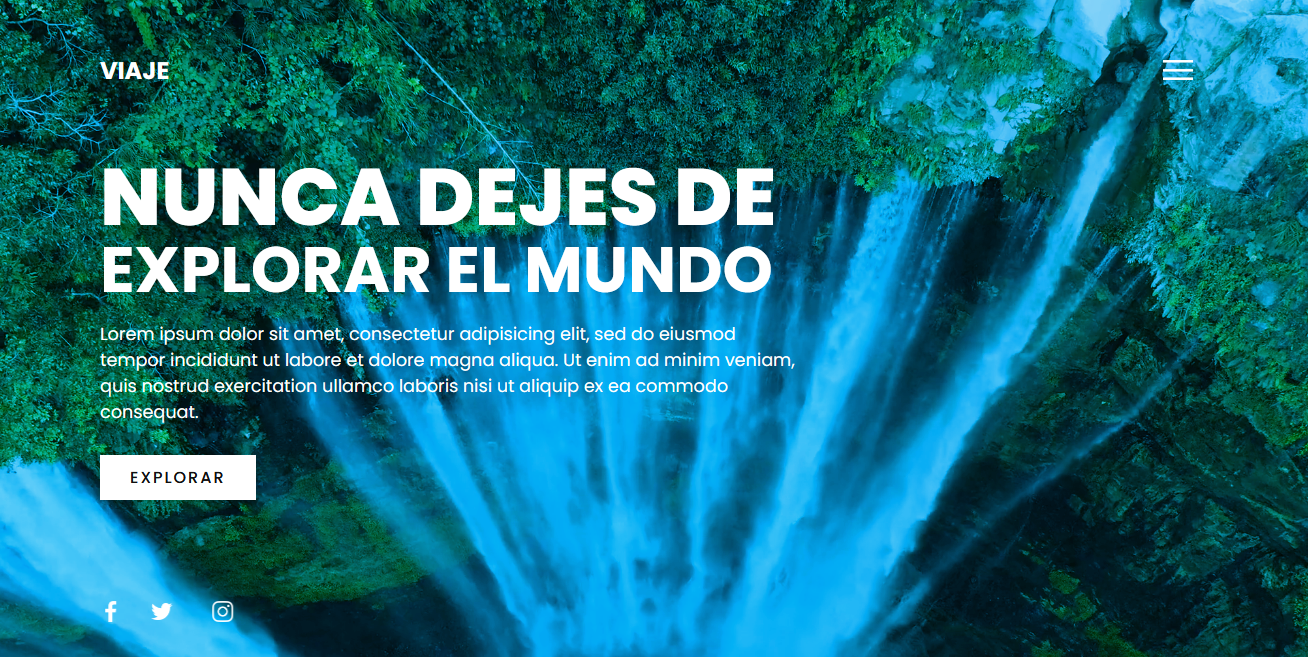 VIAJE
NUNCA DEJES DE
EXPLORAR EL MUNDO
Lorem ipsum dolor sit amet, consectetur adipisicing elit, sed do eiusmod
tempor incididunt ut labore et dolore magna aliqua. Ut enim ad minim veniam,
quis nostrud exercitation ullamco laboris nisi ut aliquip ex ea commodo
consequat.
EXPLORAR